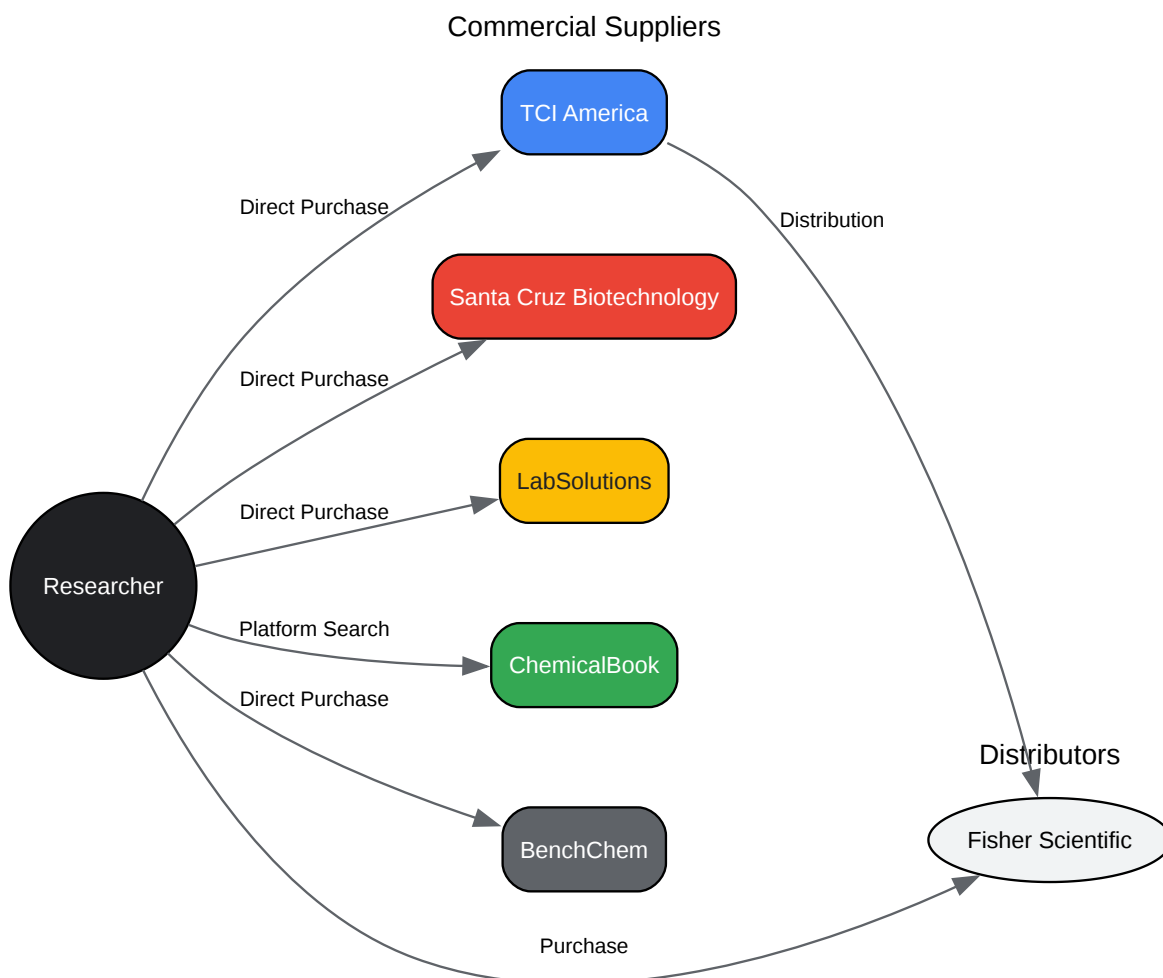 Commercial Suppliers
TCI America
Direct Purchase
Distribution
Santa Cruz Biotechnology
Direct Purchase
LabSolutions
Direct Purchase
Researcher
Platform Search
ChemicalBook
Direct Purchase
Distributors
BenchChem
Fisher Scientific
Purchase